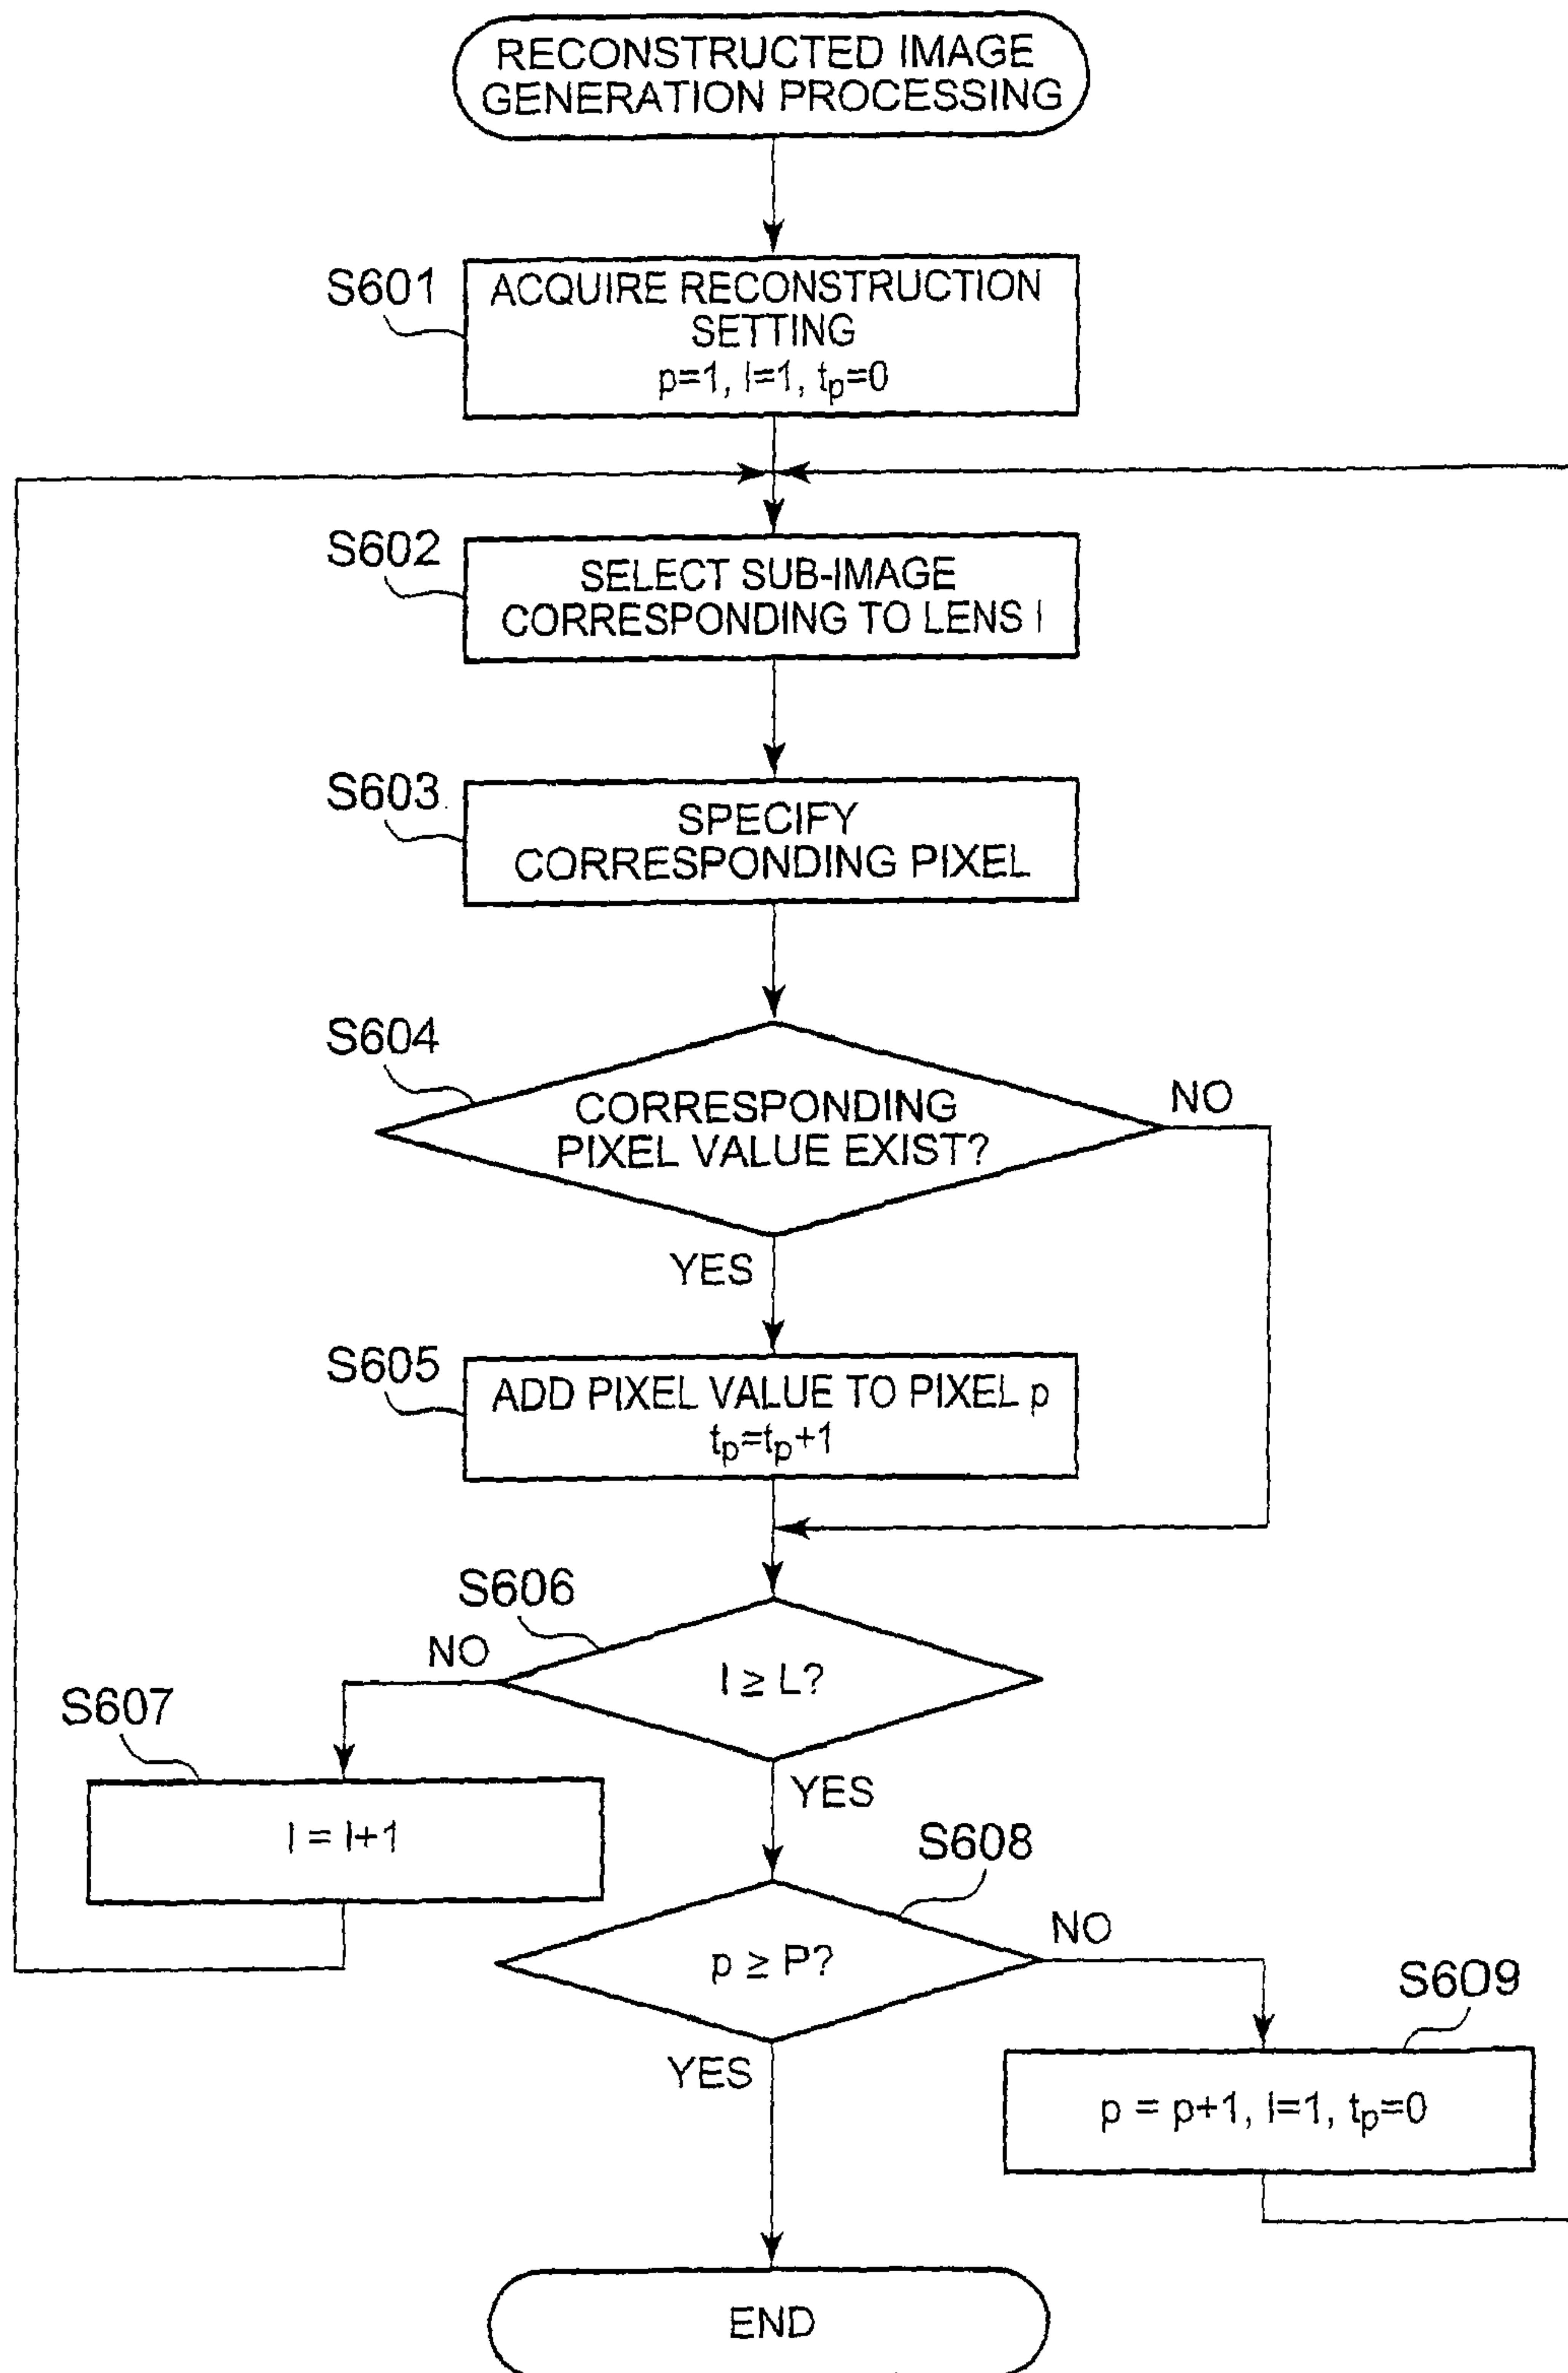 RECONSTRUCTED IMAGE
GENERATION PROCESSING
S601
ACQUIRE RECONSTRUCTION
SETTING
p=1, l=1, tp=0
S602
SELECT SUB-IMAGE
CORRESPONDING TO LENS l
S603
SPECIFY
CORRESPONDING PIXEL
S604
CORRESPONDING
PIXEL VALUE EXIST?
NO
YES
S605
ADD PIXEL VALUE TO PIXEL p
tp=tp+1
S606
NO
l ≥ L?
S607
YES
l = l+1
S608
NO
p ≥ P?
S609
YES
p = p+1, l=1, tp=0
END